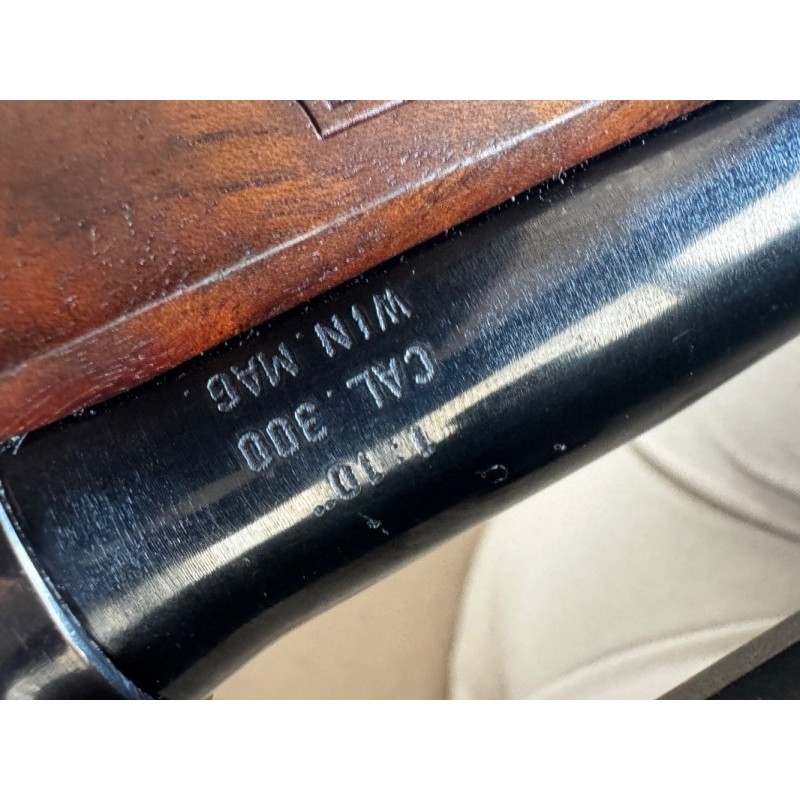 1:10"
CAL. 300
WIN. MAG.